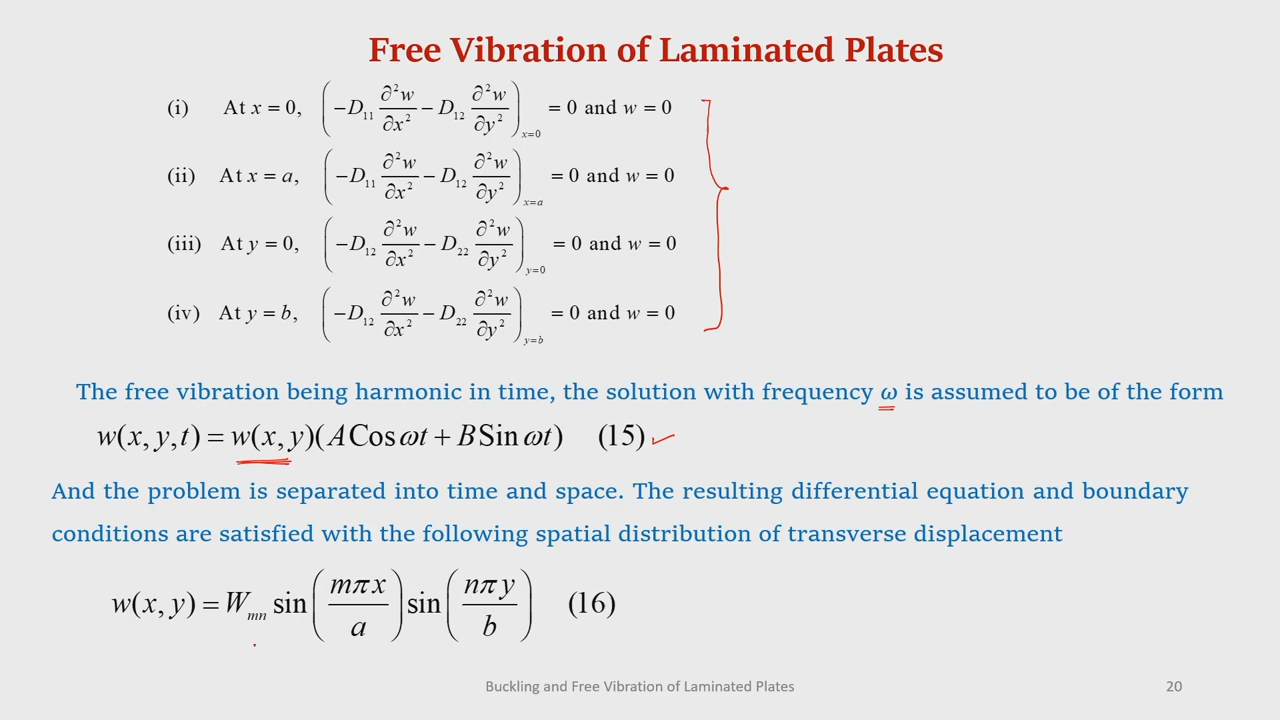 Free Vibration of Laminated Plates
(i) At x = 0, (−D₁₁ ∂²w/∂x² − D₁₂ ∂²w/∂y²)ₓ₌₀ = 0 and w = 0
(ii) At x = a, (−D₁₁ ∂²w/∂x² − D₁₂ ∂²w/∂y²)ₓ₌ₐ = 0 and w = 0
(iii) At y = 0, (−D₁₂ ∂²w/∂x² − D₂₂ ∂²w/∂y²)_{y=0} = 0 and w = 0
(iv) At y = b, (−D₁₂ ∂²w/∂x² − D₂₂ ∂²w/∂y²)_{y=b} = 0 and w = 0
The free vibration being harmonic in time, the solution with frequency ω is assumed to be of the form
w(x, y, t) = w(x, y)(A Cos ωt + B Sin ωt) (15)
And the problem is separated into time and space. The resulting differential equation and boundary
conditions are satisfied with the following spatial distribution of transverse displacement
w(x, y) = W_{mn} sin(mπx/a) sin(nπy/b) (16)
Buckling and Free Vibration of Laminated Plates 20